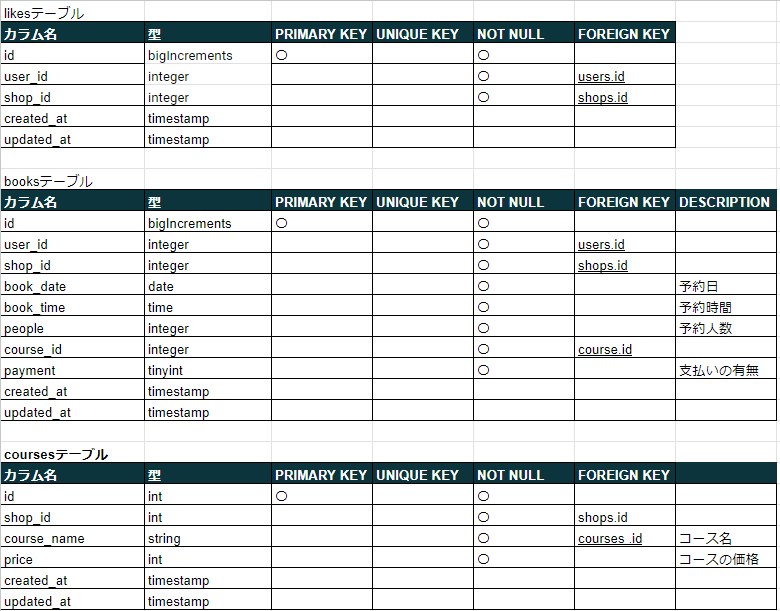 likesテーブル
カラム名 型 PRIMARY KEY UNIQUE KEY NOT NULL FOREIGN KEY
id bigIncrements 〇 〇
user_id integer 〇 users.id
shop_id integer 〇 shops.id
created_at timestamp
updated_at timestamp
booksテーブル
カラム名 型 PRIMARY KEY UNIQUE KEY NOT NULL FOREIGN KEY DESCRIPTION
id bigIncrements 〇 〇
user_id integer 〇 users.id
shop_id integer 〇 shops.id
book_date date 〇 予約日
book_time time 〇 予約時間
people integer 〇 予約人数
course_id integer 〇 course.id
payment tinyint 〇 支払いの有無
created_at timestamp
updated_at timestamp
coursesテーブル
カラム名 型 PRIMARY KEY UNIQUE KEY NOT NULL FOREIGN KEY
id int 〇 〇
shop_id int 〇 shops.id
course_name string 〇 courses .id コース名
price int 〇 コースの価格
created_at timestamp
updated_at timestamp